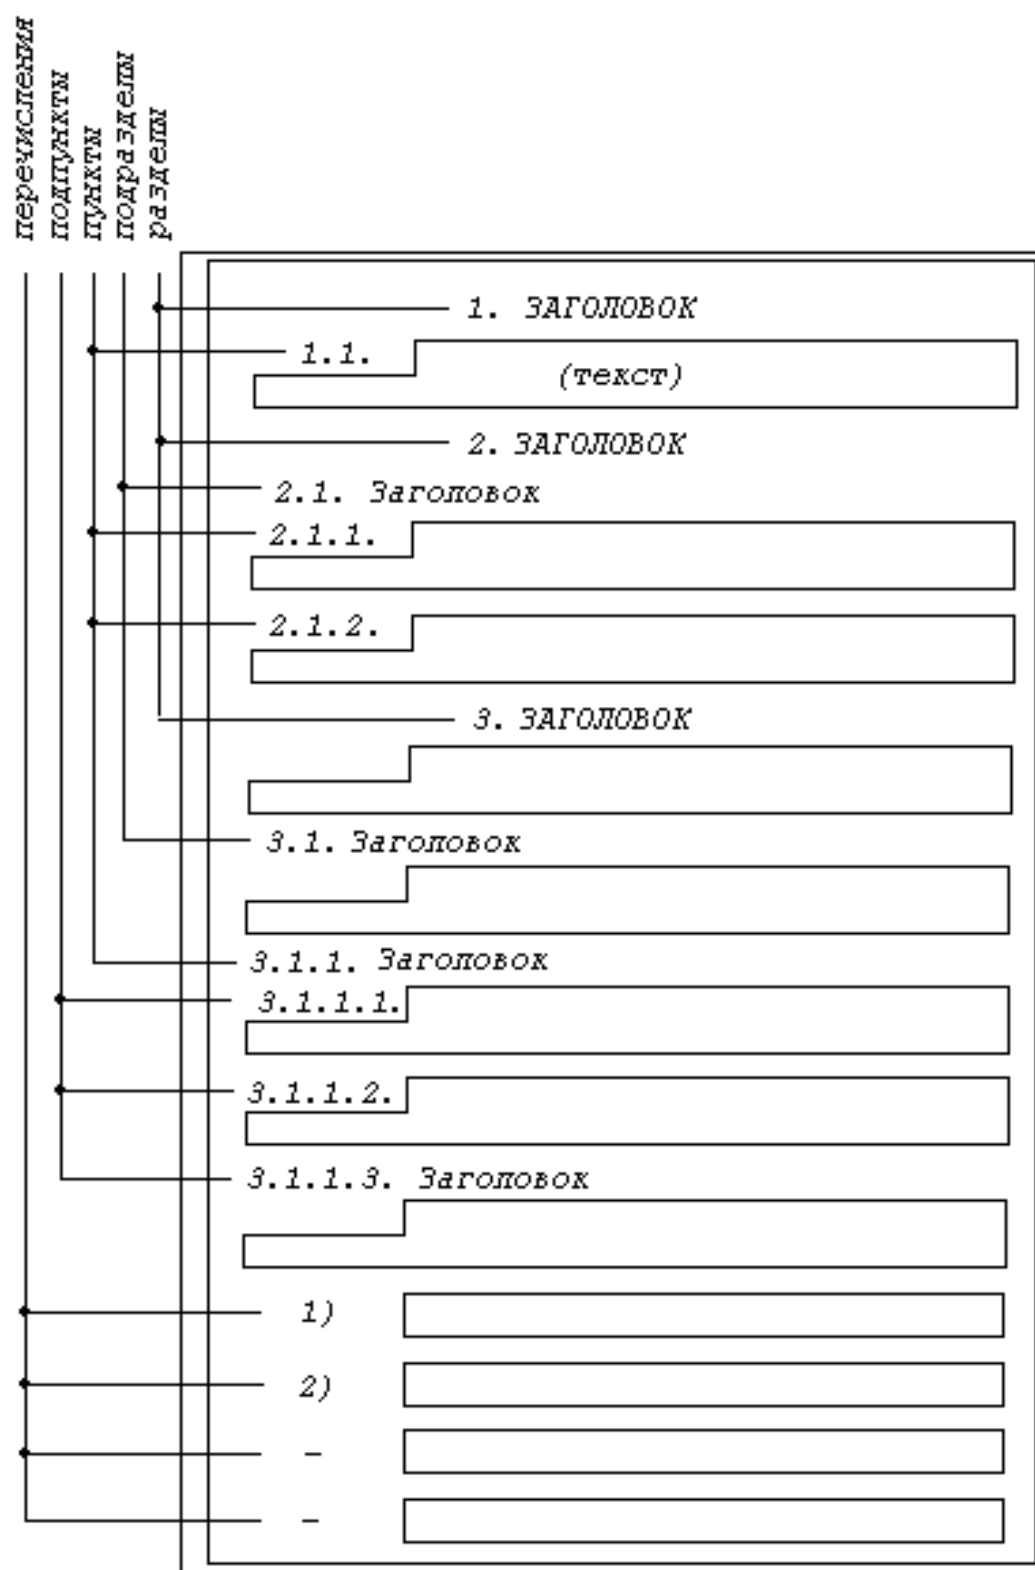 перечисления
подпункты
пункты
подразделы
разделы
1. ЗАГОЛОВОК
1.1.
(текст)
2. ЗАГОЛОВОК
2.1. Заголовок
2.1.1.
2.1.2.
3. ЗАГОЛОВОК
3.1. Заголовок
3.1.1. Заголовок
3.1.1.1.
3.1.1.2.
3.1.1.3. Заголовок
1)
2)
–
–